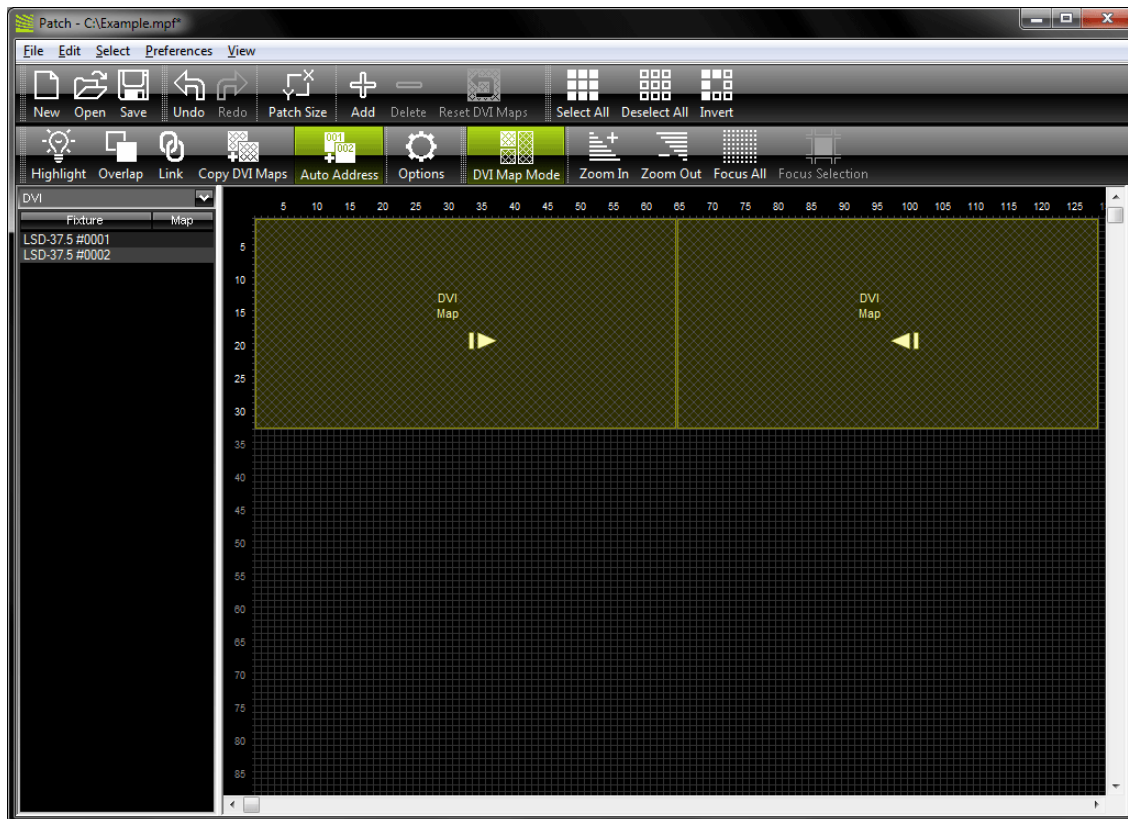 Patch - C:\Example.mpf*
File Edit Select Preferences View
New Open Save Undo Redo Patch Size Add Delete Reset DVI Maps Select All Deselect All Invert
001
002
Highlight Overlap Link Copy DVI Maps Auto Address Options DVI Map Mode Zoom In Zoom Out Focus All Focus Selection
DVI
Fixture Map
LSD-37.5 #0001
LSD-37.5 #0002
5 10 15 20 25 30 35 40 45 50 55 60 65 70 75 80 85 90 95 100 105 110 115 120 125
5
10
15
20
25
30
35
40
45
50
55
60
65
70
75
80
85
DVI
Map
DVI
Map